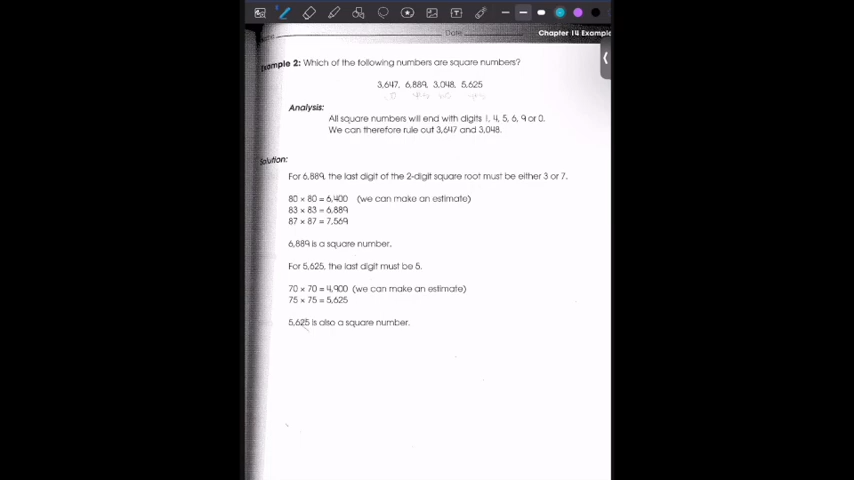 Name Date Chapter 14 Example
Example 2: Which of the following numbers are square numbers?
3,647, 6,889, 3,048, 5,625
Analysis:
All square numbers will end with digits 1, 4, 5, 6, 9 or 0.
We can therefore rule out 3,647 and 3,048.
Solution:
For 6,889, the last digit of the 2-digit square root must be either 3 or 7.
80 × 80 = 6,400 (we can make an estimate)
83 × 83 = 6,889
87 × 87 = 7,569
6,889 is a square number.
For 5,625, the last digit must be 5.
70 × 70 = 4,900 (we can make an estimate)
75 × 75 = 5,625
5,625 is also a square number.